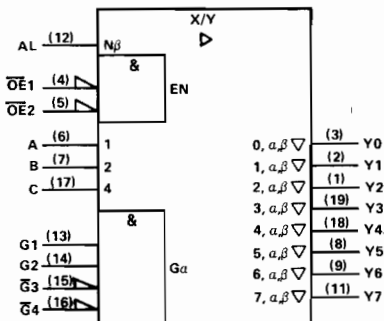 X/Y
▷
AL (12) Nβ
&
OE1 (4) EN
OE2 (5)
A (6) 1 0, α,β ▽ (3) Y0
B (7) 2 1, α,β ▽ (2) Y1
C (17) 4 2, α,β ▽ (1) Y2
& 3, α,β ▽ (19) Y3
G1 (13) 4, α,β ▽ (18) Y4
G2 (14) Gα 5, α,β ▽ (8) Y5
G3 (15) 6, α,β ▽ (9) Y6
G4 (16) 7, α,β ▽ (11) Y7